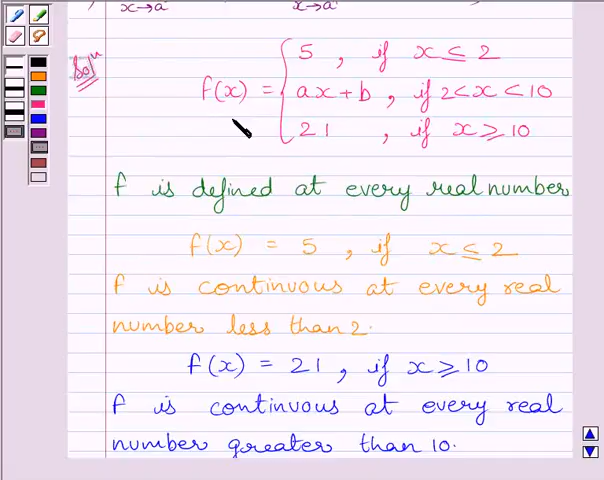 x→a x→a
Solⁿ
5 , if x ≤ 2
f(x) = ax + b , if 2 < x < 10
21 , if x ≥ 10
f is defined at every real number
f(x) = 5 , if x ≤ 2
f is continuous at every real
number less than 2.
f(x) = 21 , if x ≥ 10
f is continuous at every real
number greater than 10.